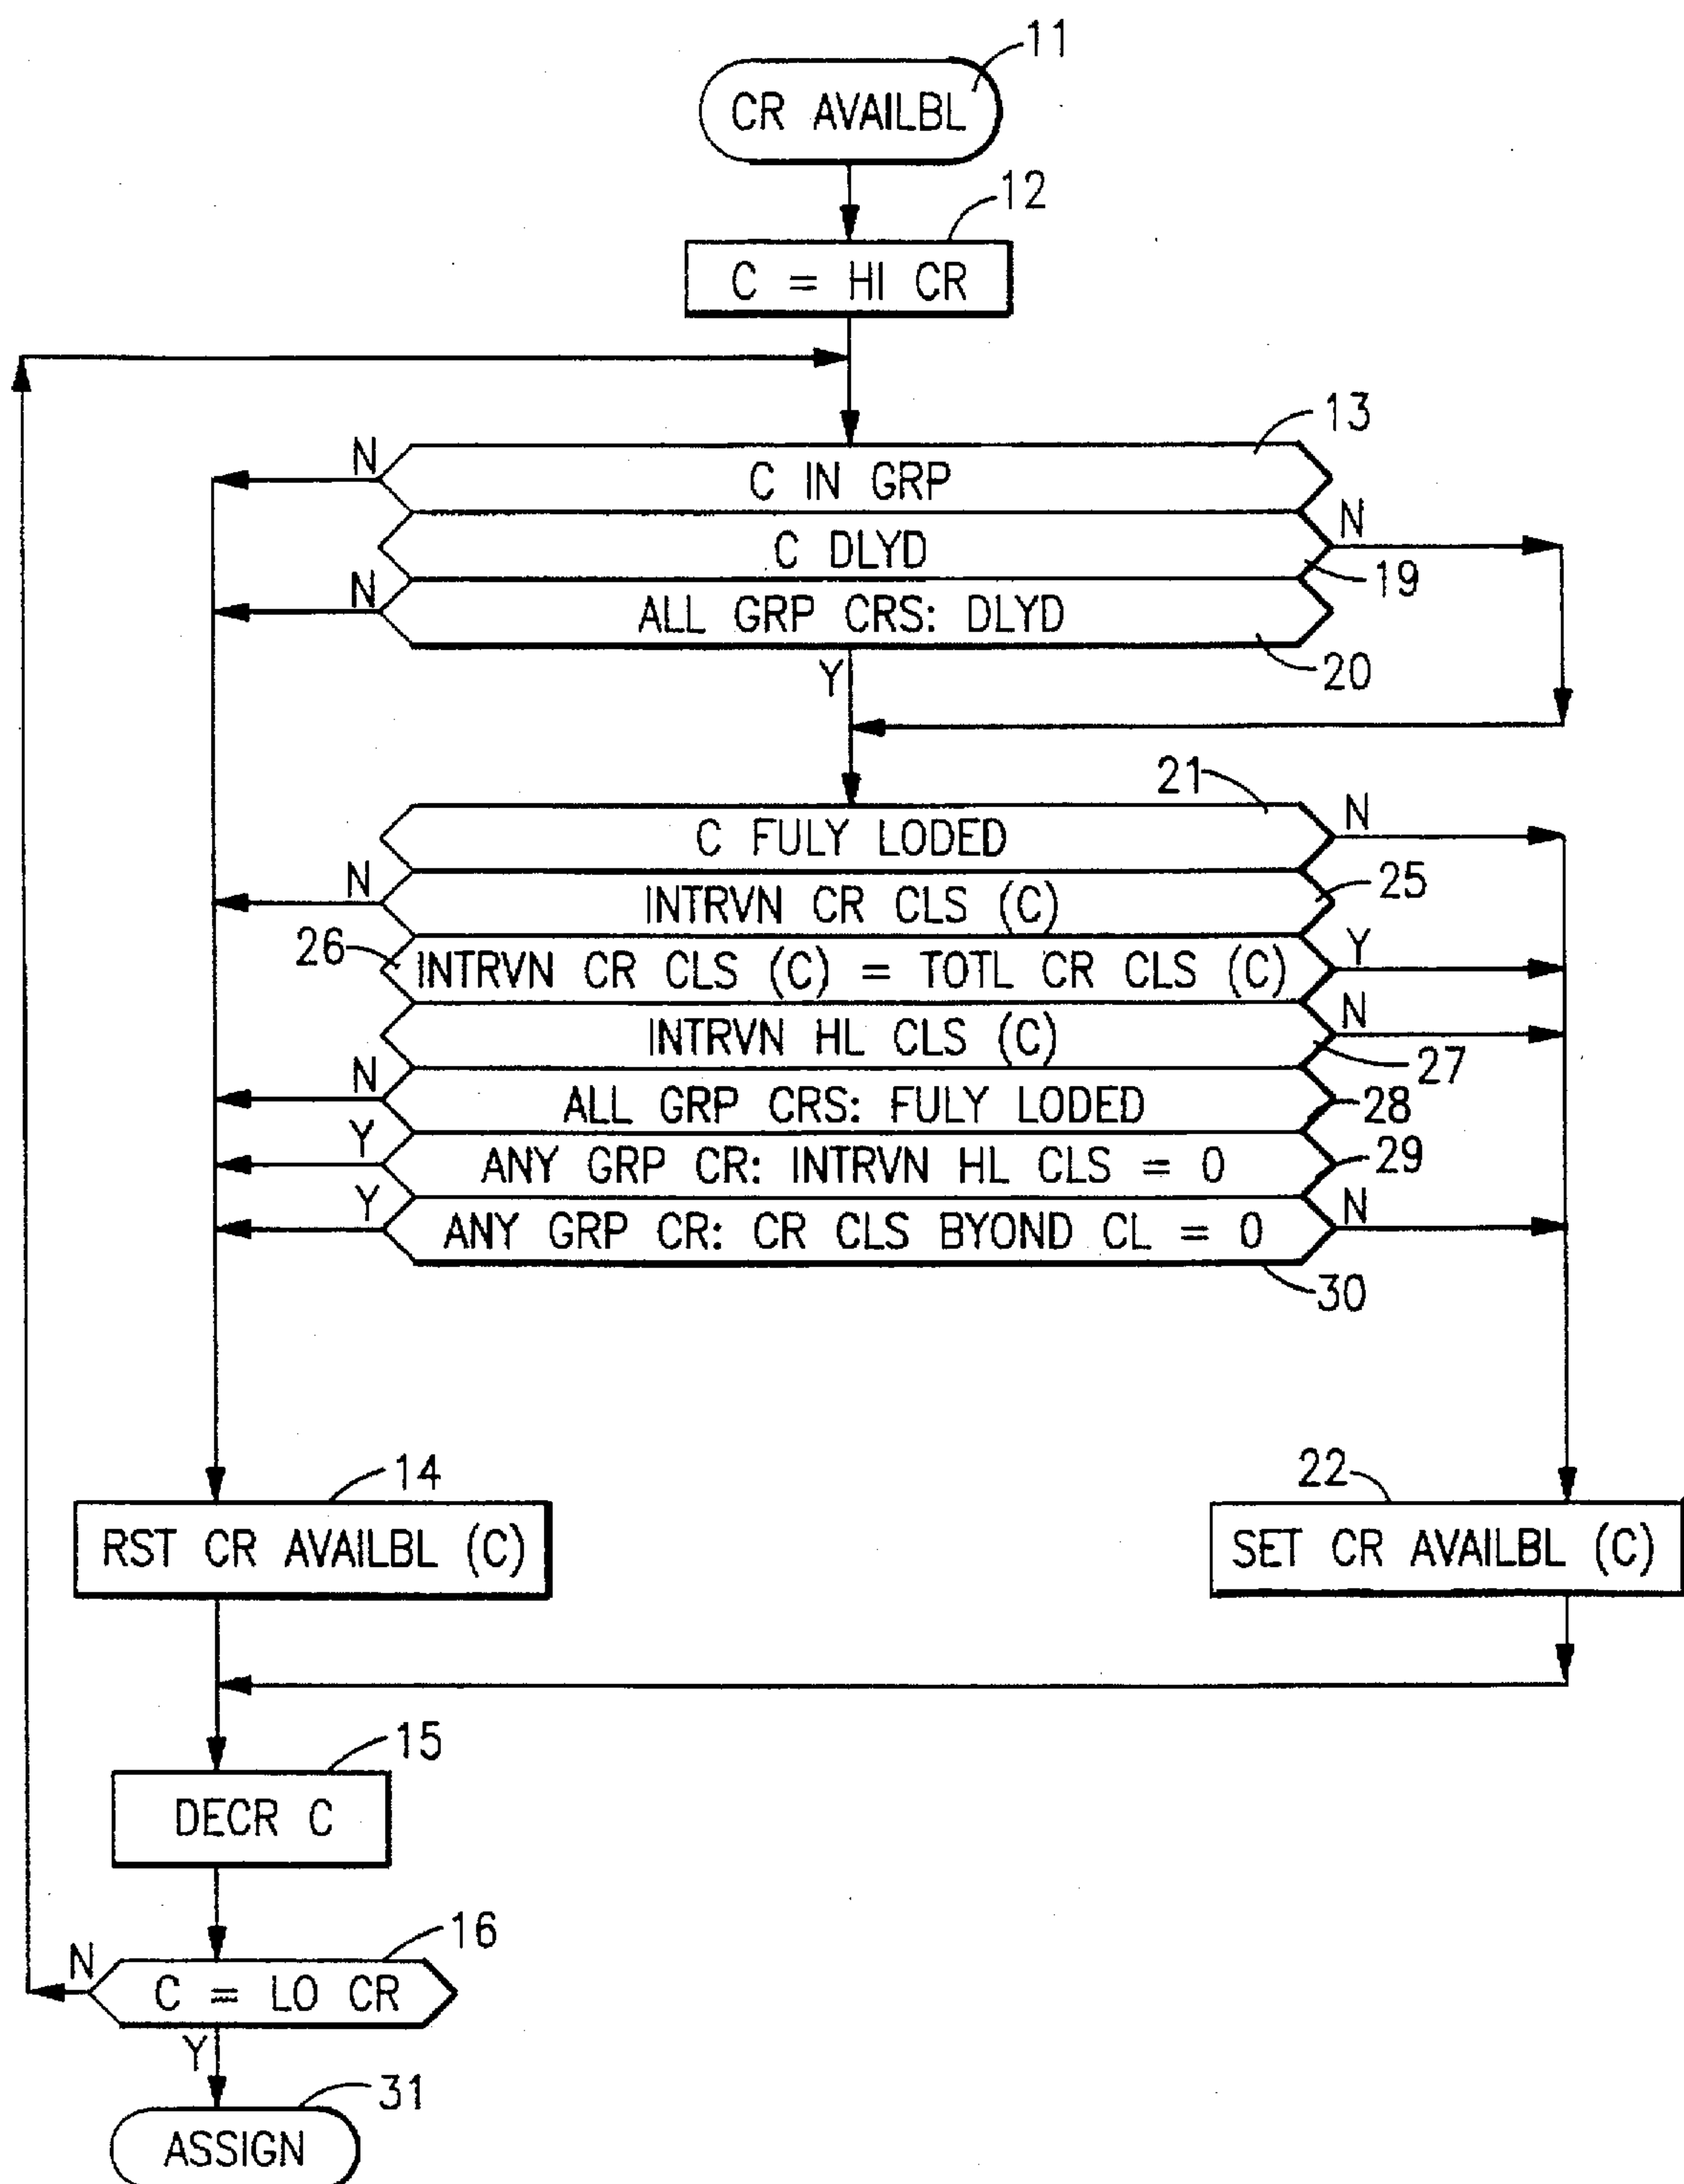 11
CR AVAILBL
12
C = HI CR
13
N
C IN GRP
N
C DLYD
19
N
ALL GRP CRS: DLYD
20
Y
21
C FULY LODED
N
N
INTRVN CR CLS (C)
25
26
INTRVN CR CLS (C) = TOTL CR CLS (C)
Y
INTRVN HL CLS (C)
N
27
N
ALL GRP CRS: FULY LODED
28
Y
ANY GRP CR: INTRVN HL CLS = 0
29
Y
ANY GRP CR: CR CLS BYOND CL = 0
N
30
14
22
RST CR AVAILBL (C)
SET CR AVAILBL (C)
15
DECR C
16
N
C = LO CR
Y
31
ASSIGN